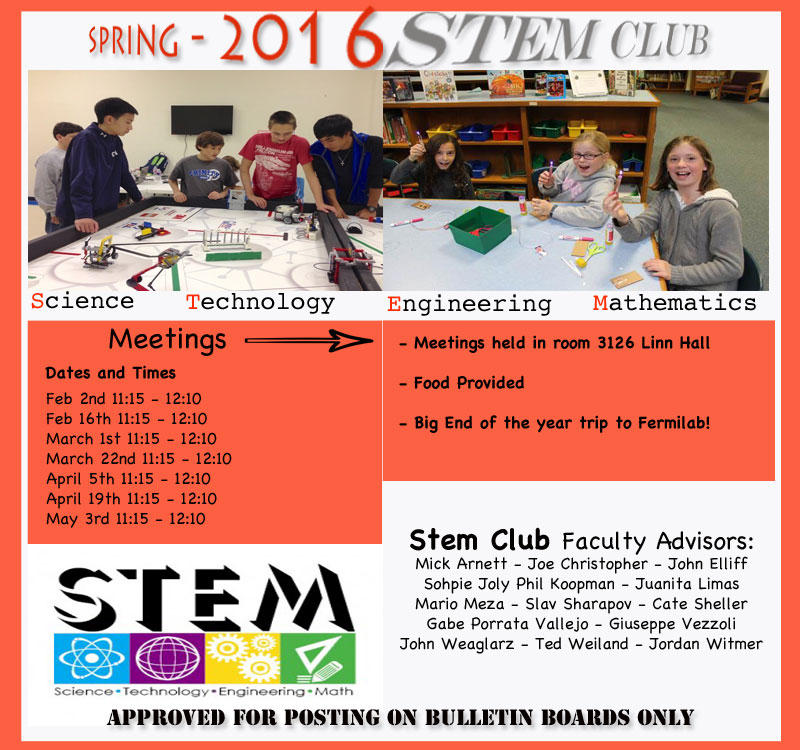 SPRING - 2016 STEM CLUB
Science Technology Engineering Mathematics
Meetings
Dates and Times
Feb 2nd 11:15 - 12:10
Feb 16th 11:15 - 12:10
March 1st 11:15 - 12:10
March 22nd 11:15 - 12:10
April 5th 11:15 - 12:10
April 19th 11:15 - 12:10
May 3rd 11:15 - 12:10
- Meetings held in room 3126 Linn Hall
- Food Provided
- Big End of the year trip to Fermilab!
Stem Club Faculty Advisors:
Mick Arnett - Joe Christopher - John Elliff
Sohpie Joly Phil Koopman - Juanita Limas
Mario Meza - Slav Sharapov - Cate Sheller
Gabe Porrata Vallejo - Giuseppe Vezzoli
John Weaglarz - Ted Weiland - Jordan Witmer
STEM
Science•Technology•Engineering•Math
APPROVED FOR POSTING ON BULLETIN BOARDS ONLY